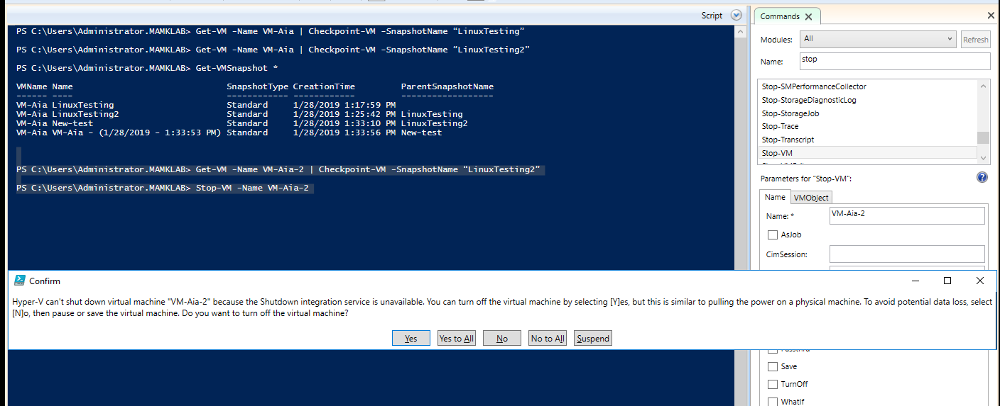 Script
PS C:\Users\Administrator.MAMKLAB> Get-VM -Name VM-Aia | Checkpoint-VM -SnapshotName “LinuxTesting”
PS C:\Users\Administrator.MAMKLAB> Get-VM -Name VM-Aia | Checkpoint-VM -SnapshotName “LinuxTesting2”
PS C:\Users\Administrator.MAMKLAB> Get-VMSnapshot *
VMName Name SnapshotType CreationTime ParentSnapshotName
------ ---- ------------ ------------ ------------------
VM-Aia LinuxTesting Standard 1/28/2019 1:17:59 PM
VM-Aia LinuxTesting2 Standard 1/28/2019 1:25:42 PM LinuxTesting
VM-Aia New-test Standard 1/28/2019 1:33:10 PM LinuxTesting2
VM-Aia VM-Aia - (1/28/2019 - 1:33:53 PM) Standard 1/28/2019 1:33:56 PM New-test
PS C:\Users\Administrator.MAMKLAB> Get-VM -Name VM-Aia-2 | Checkpoint-VM -SnapshotName “LinuxTesting2”
PS C:\Users\Administrator.MAMKLAB> Stop-VM -Name VM-Aia-2
Commands
Modules: All Refresh
Name: stop
Stop-SMPerformanceCollector
Stop-StorageDiagnosticLog
Stop-StorageJob
Stop-Trace
Stop-Transcript
Stop-VM
Parameters for "Stop-VM":
Name VMObject
Name: * VM-Aia-2
AsJob
CimSession:
Confirm
Hyper-V can't shut down virtual machine "VM-Aia-2" because the Shutdown integration service is unavailable. You can turn off the virtual machine by selecting [Y]es, but this is similar to pulling the power on a physical machine. To avoid potential data loss, select
[N]o, then pause or save the virtual machine. Do you want to turn off the virtual machine?
Yes Yes to All No No to All Suspend
Save
TurnOff
WhatIf